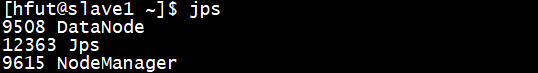 [hfut@slave1 ~]$ jps
9508 DataNode
12363 Jps
9615 NodeManager